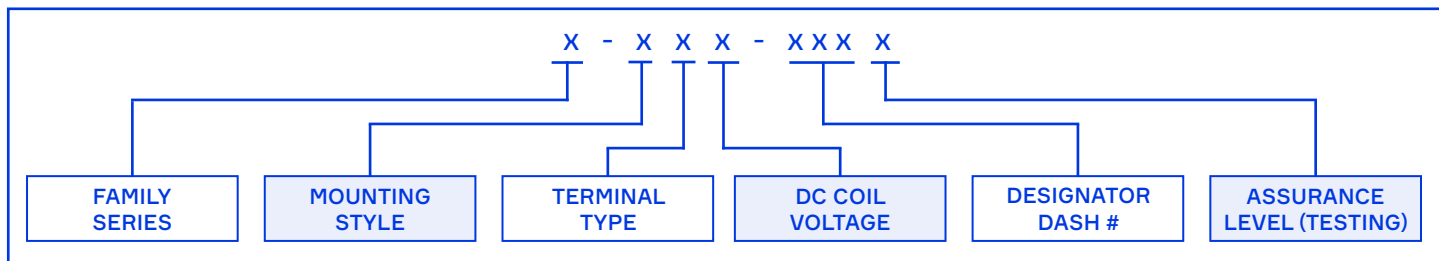 X - X X X - XXX X
FAMILY
SERIES
MOUNTING
STYLE
TERMINAL
TYPE
DC COIL
VOLTAGE
DESIGNATOR
DASH #
ASSURANCE
LEVEL (TESTING)